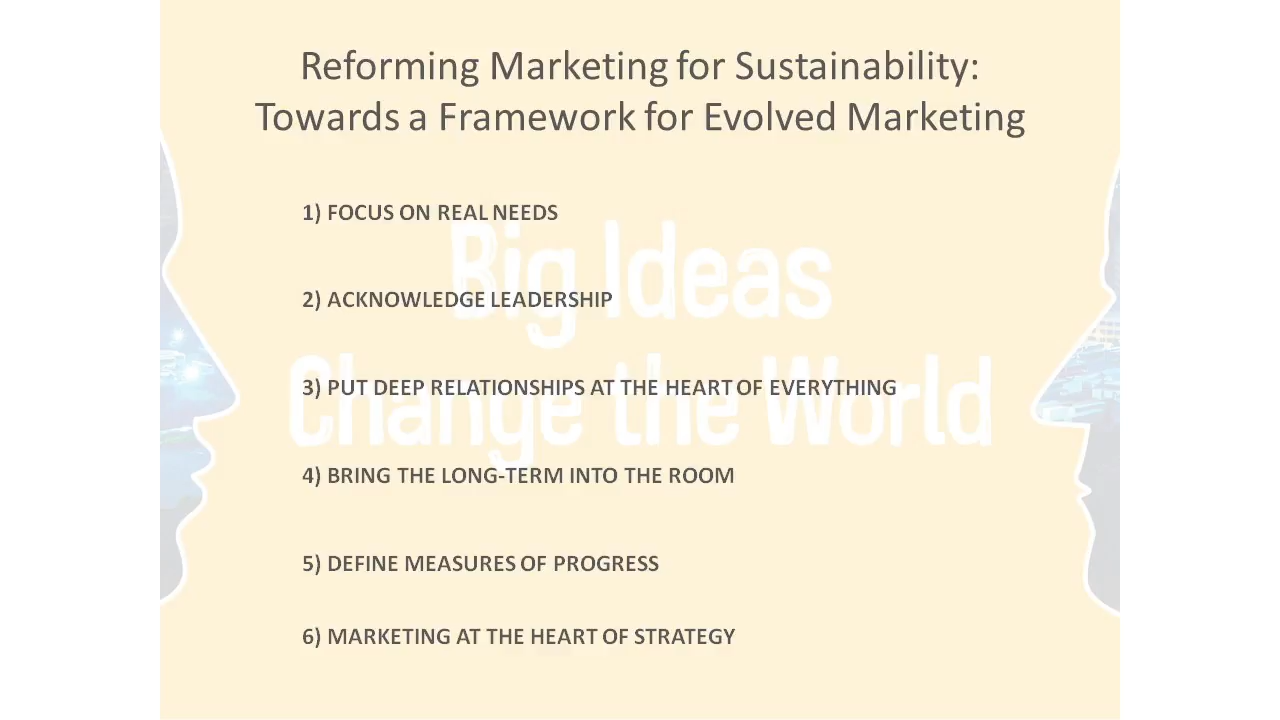 Reforming Marketing for Sustainability:
Towards a Framework for Evolved Marketing
1) FOCUS ON REAL NEEDS
Big Ideas
2) ACKNOWLEDGE LEADERSHIP
Change the World
3) PUT DEEP RELATIONSHIPS AT THE HEART OF EVERYTHING
4) BRING THE LONG-TERM INTO THE ROOM
5) DEFINE MEASURES OF PROGRESS
6) MARKETING AT THE HEART OF STRATEGY